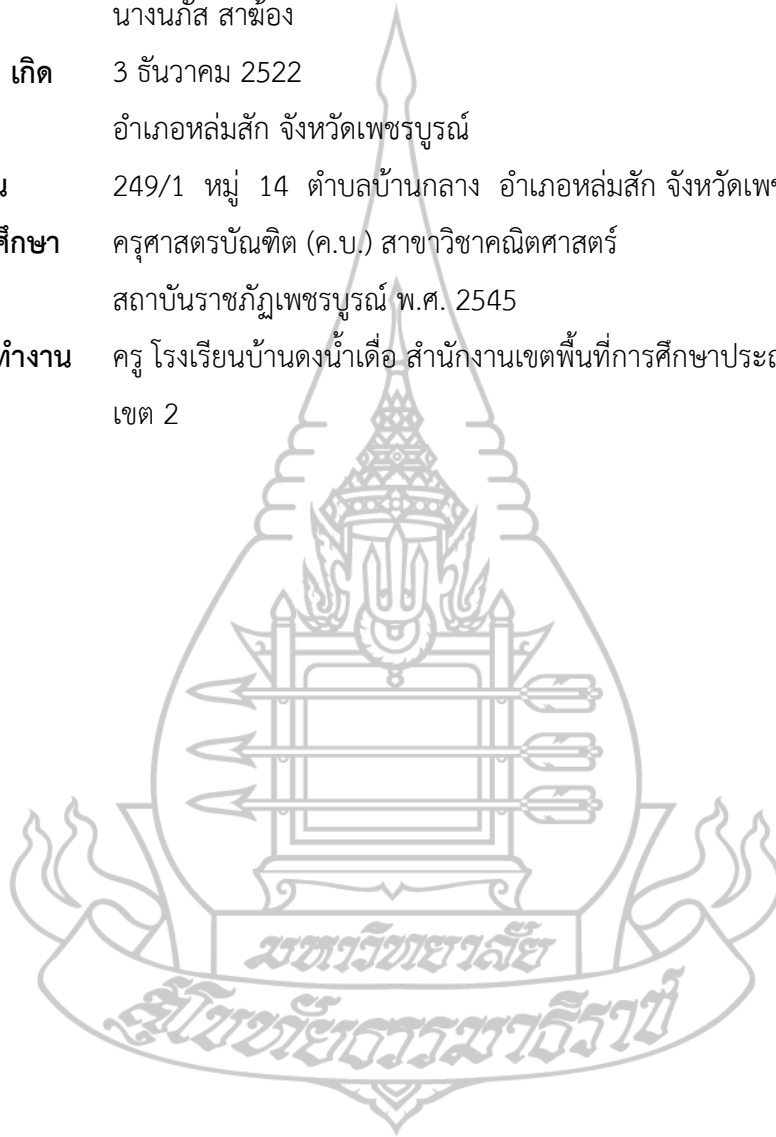 นางนภัส สาฆ้อง
เกิด 3 ธันวาคม 2522
อำเภอหล่มสัก จังหวัดเพชรบูรณ์
249/1 หมู่ 14 ตำบลบ้านกลาง อำเภอหล่มสัก จังหวัด
ศึกษา ครุศาสตรบัณฑิต (ค.บ.) สาขาวิชาคณิตศาสตร์
สถาบันราชภัฏเพชรบูรณ์ พ.ศ. 2545
ทำงาน ครู โรงเรียนบ้านดงน้ำเดื่อ สำนักงานเขตพื้นที่การศึกษา
เขต 2
มหาวิทยาลัย
สุโขทัยธรรมาธิราช